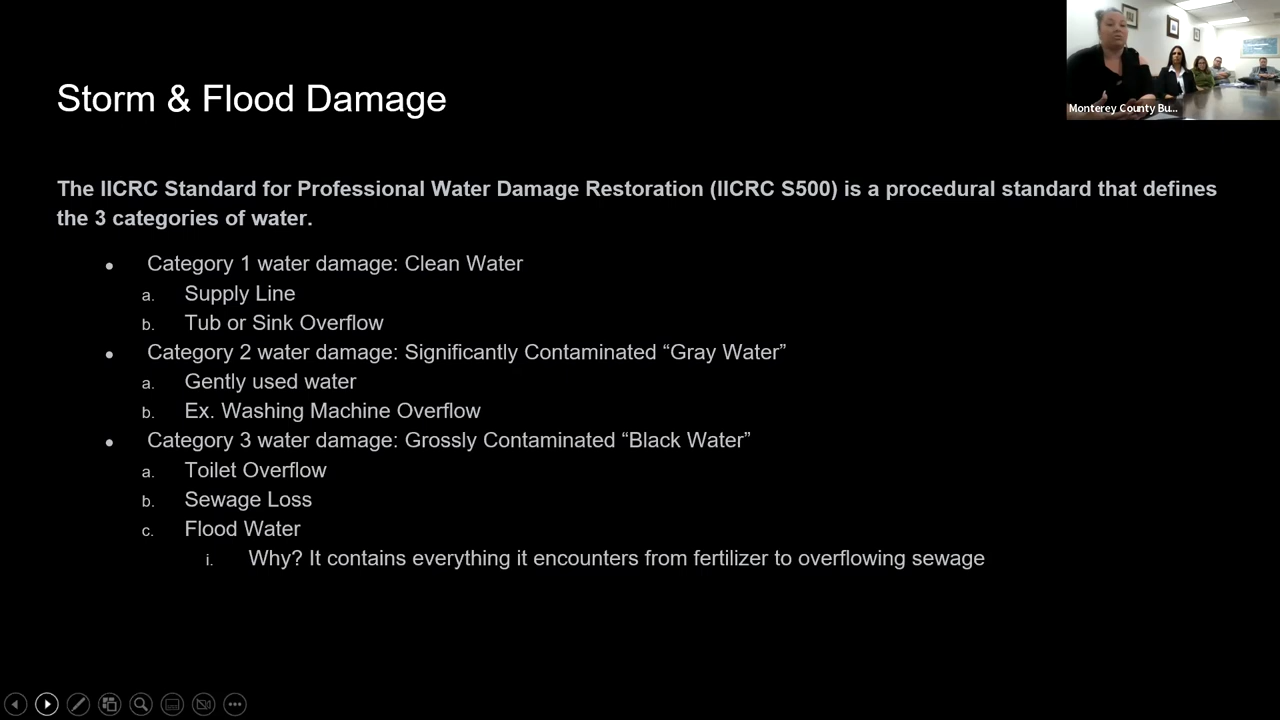 Storm & Flood Damage
Monterey County Bu...
The IICRC Standard for Professional Water Damage Restoration (IICRC S500) is a procedural standard that defines
the 3 categories of water.
● Category 1 water damage: Clean Water
a. Supply Line
b. Tub or Sink Overflow
● Category 2 water damage: Significantly Contaminated “Gray Water”
a. Gently used water
b. Ex. Washing Machine Overflow
● Category 3 water damage: Grossly Contaminated “Black Water”
a. Toilet Overflow
b. Sewage Loss
c. Flood Water
i. Why? It contains everything it encounters from fertilizer to overflowing sewage